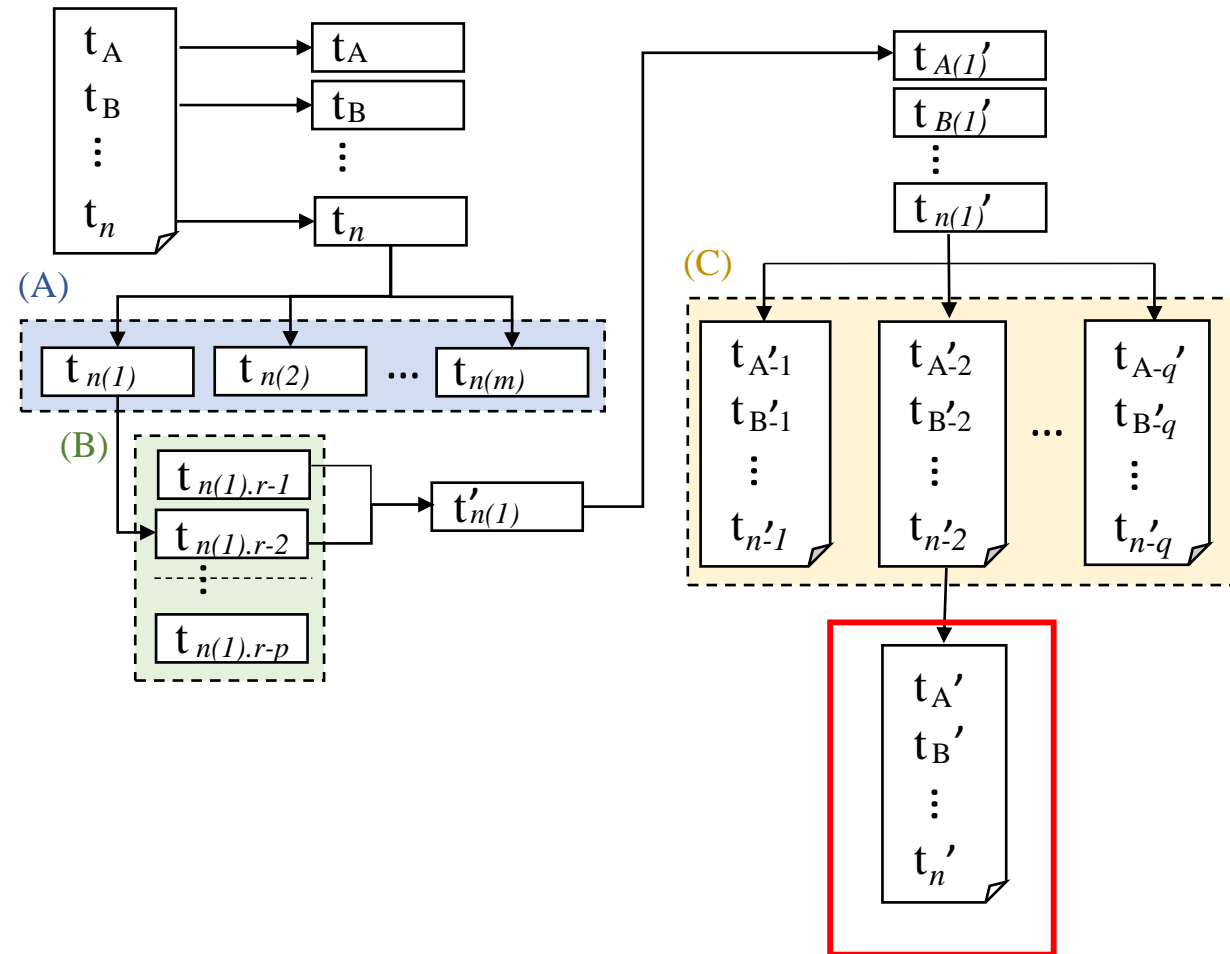 t_A
t_B
⋮
t_n
t_A
t_B
⋮
t_n
(A)
t_n(1)
t_n(2)
...
t_n(m)
(B)
t_n(1).r-1
t_n(1).r-2
⋮
t_n(1).r-p
t'_n(1)
t_A(1)'
t_B(1)'
⋮
t_n(1)'
(C)
t_A'-1
t_B'-1
⋮
t_n'-1
t_A'-2
t_B'-2
⋮
t_n'-2
...
t_A-q'
t_B'-q
⋮
t_n'-q
t_A'
t_B'
⋮
t_n'